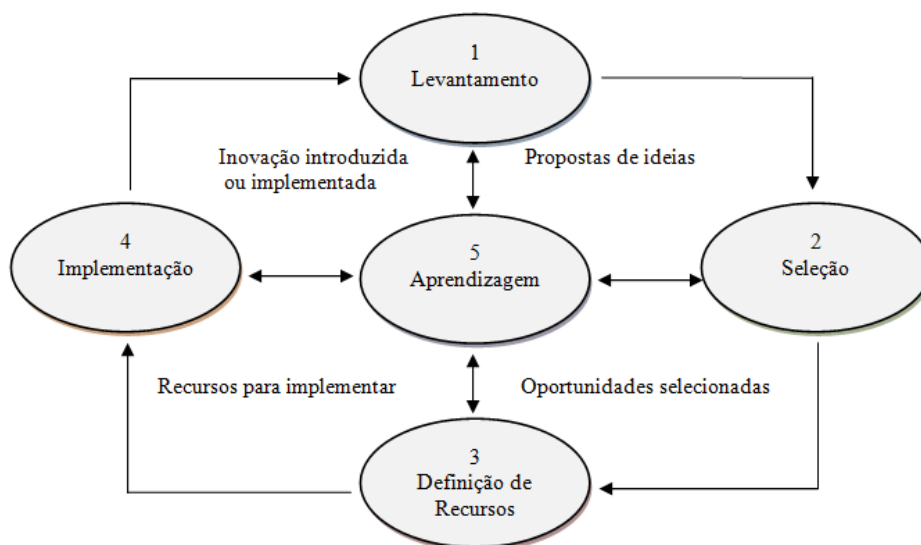 1
Levantamento
Inovação introduzida
ou implementada
Propostas de ideias
4
Implementação
5
Aprendizagem
2
Seleção
Recursos para implementar
Oportunidades selecionadas
3
Definição de
Recursos